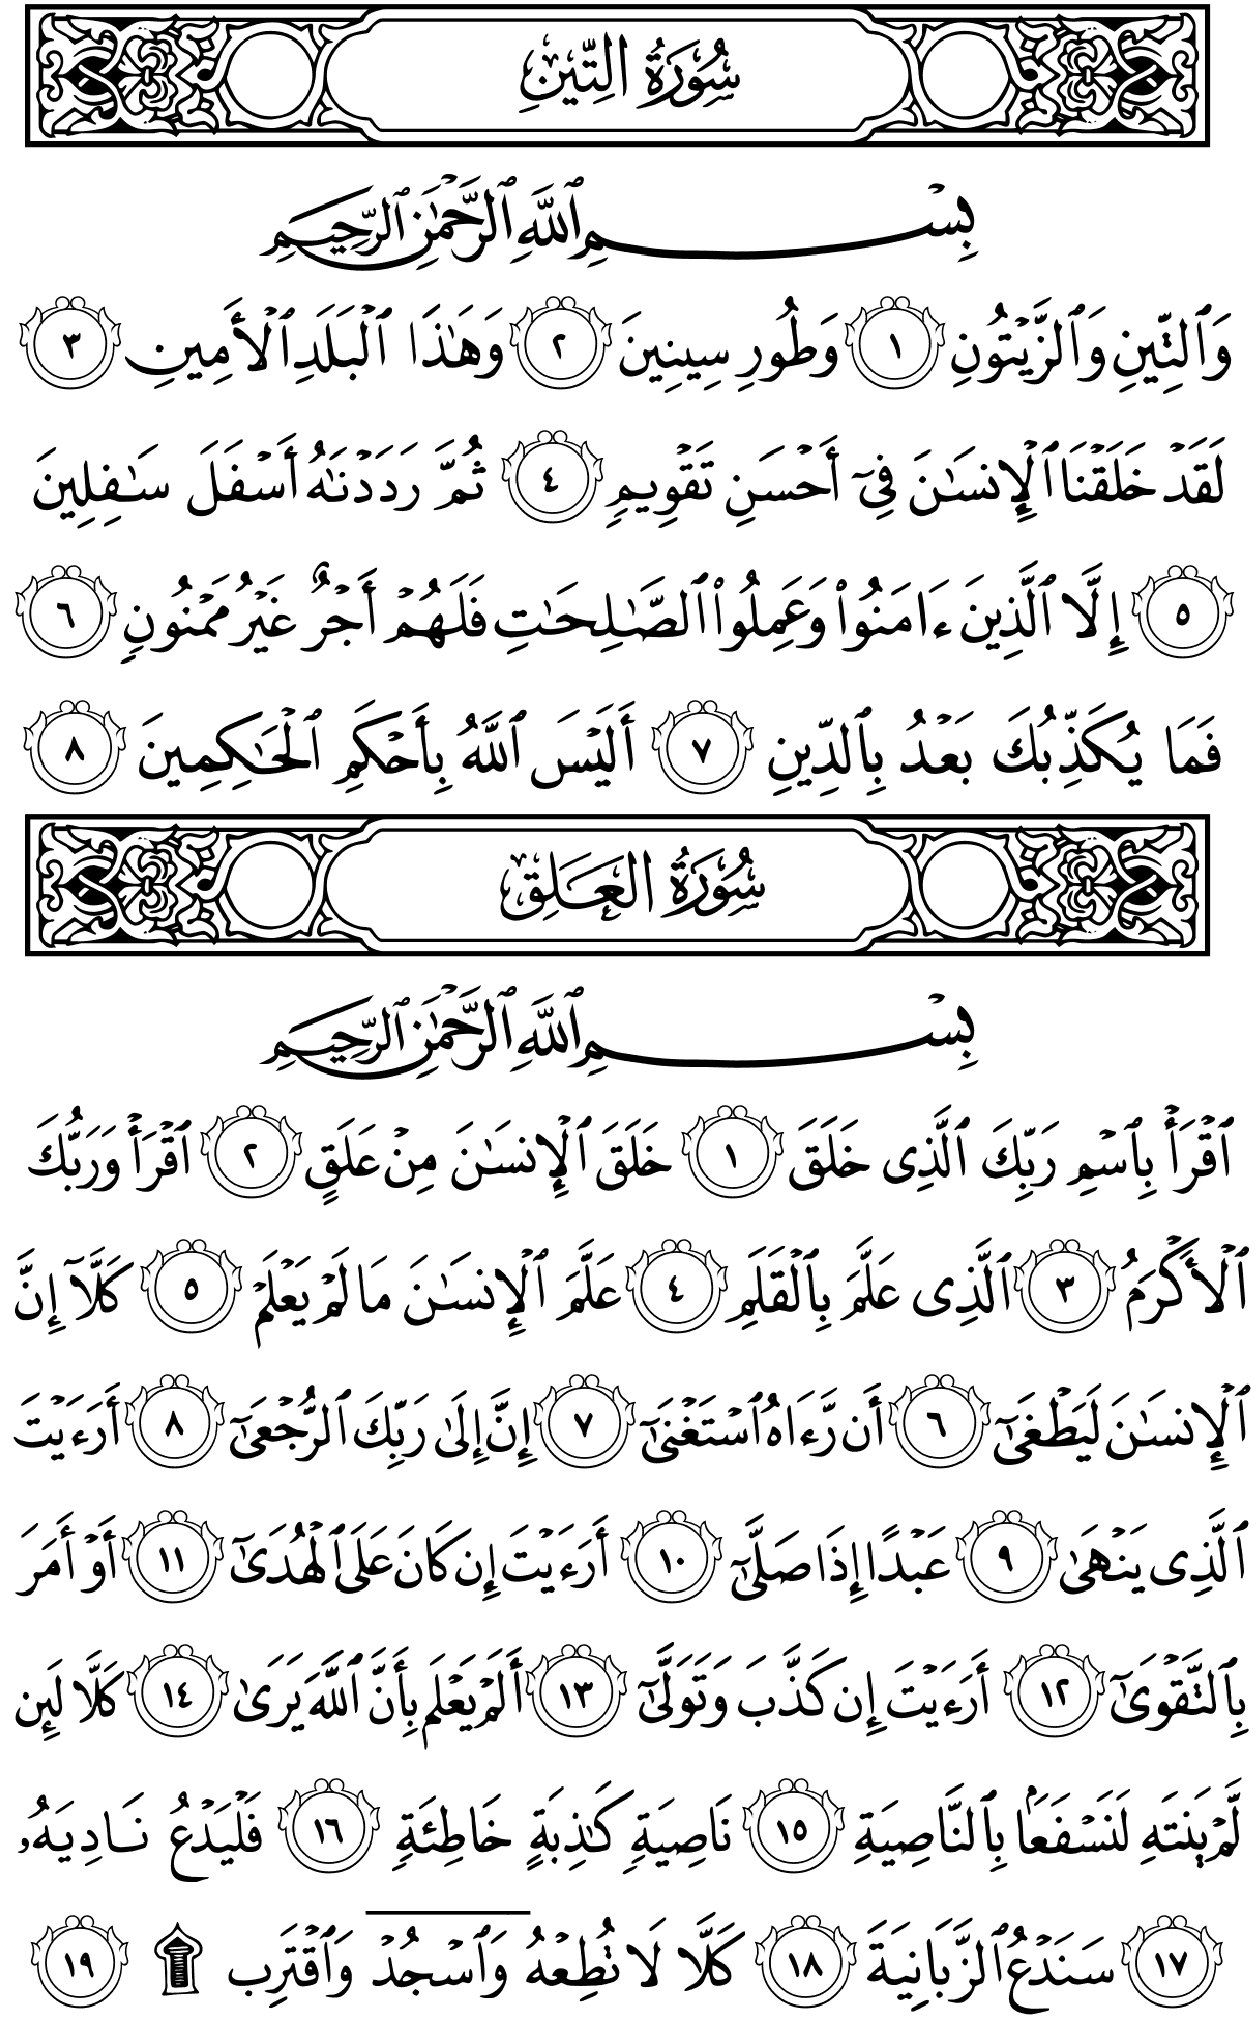 سُورَةُ التِّينِ
بِسْمِ ٱللَّهِ ٱلرَّحْمَٰنِ ٱلرَّحِيمِ
وَٱلتِّينِ وَٱلزَّيْتُونِ ١ وَطُورِ سِينِينَ ٢ وَهَٰذَا ٱلْبَلَدِ ٱلْأَمِينِ ٣
لَقَدْ خَلَقْنَا ٱلْإِنسَٰنَ فِىٓ أَحْسَنِ تَقْوِيمٍ ٤ ثُمَّ رَدَدْنَٰهُ أَسْفَلَ سَٰفِلِينَ
٥ إِلَّا ٱلَّذِينَ ءَامَنُوا۟ وَعَمِلُوا۟ ٱلصَّٰلِحَٰتِ فَلَهُمْ أَجْرٌ غَيْرُ مَمْنُونٍ ٦
فَمَا يُكَذِّبُكَ بَعْدُ بِٱلدِّينِ ٧ أَلَيْسَ ٱللَّهُ بِأَحْكَمِ ٱلْحَٰكِمِينَ ٨
سُورَةُ العَلَقِ
بِسْمِ ٱللَّهِ ٱلرَّحْمَٰنِ ٱلرَّحِيمِ
ٱقْرَأْ بِٱسْمِ رَبِّكَ ٱلَّذِى خَلَقَ ١ خَلَقَ ٱلْإِنسَٰنَ مِنْ عَلَقٍ ٢ ٱقْرَأْ وَرَبُّكَ
ٱلْأَكْرَمُ ٣ ٱلَّذِى عَلَّمَ بِٱلْقَلَمِ ٤ عَلَّمَ ٱلْإِنسَٰنَ مَا لَمْ يَعْلَمْ ٥ كَلَّآ إِنَّ
ٱلْإِنسَٰنَ لَيَطْغَىٰٓ ٦ أَن رَّءَاهُ ٱسْتَغْنَىٰٓ ٧ إِنَّ إِلَىٰ رَبِّكَ ٱلرُّجْعَىٰٓ ٨ أَرَءَيْتَ
ٱلَّذِى يَنْهَىٰ ٩ عَبْدًا إِذَا صَلَّىٰٓ ١٠ أَرَءَيْتَ إِن كَانَ عَلَى ٱلْهُدَىٰٓ ١١ أَوْ أَمَرَ
بِٱلتَّقْوَىٰٓ ١٢ أَرَءَيْتَ إِن كَذَّبَ وَتَوَلَّىٰٓ ١٣ أَلَمْ يَعْلَم بِأَنَّ ٱللَّهَ يَرَىٰ ١٤ كَلَّا لَئِن
لَّمْ يَنتَهِ لَنَسْفَعًۢا بِٱلنَّاصِيَةِ ١٥ نَاصِيَةٍ كَٰذِبَةٍ خَاطِئَةٍ ١٦ فَلْيَدْعُ نَادِيَهُۥ
١٧ سَنَدْعُ ٱلزَّبَانِيَةَ ١٨ كَلَّا لَا تُطِعْهُ وَٱسْجُدْ وَٱقْتَرِب ۩ ١٩